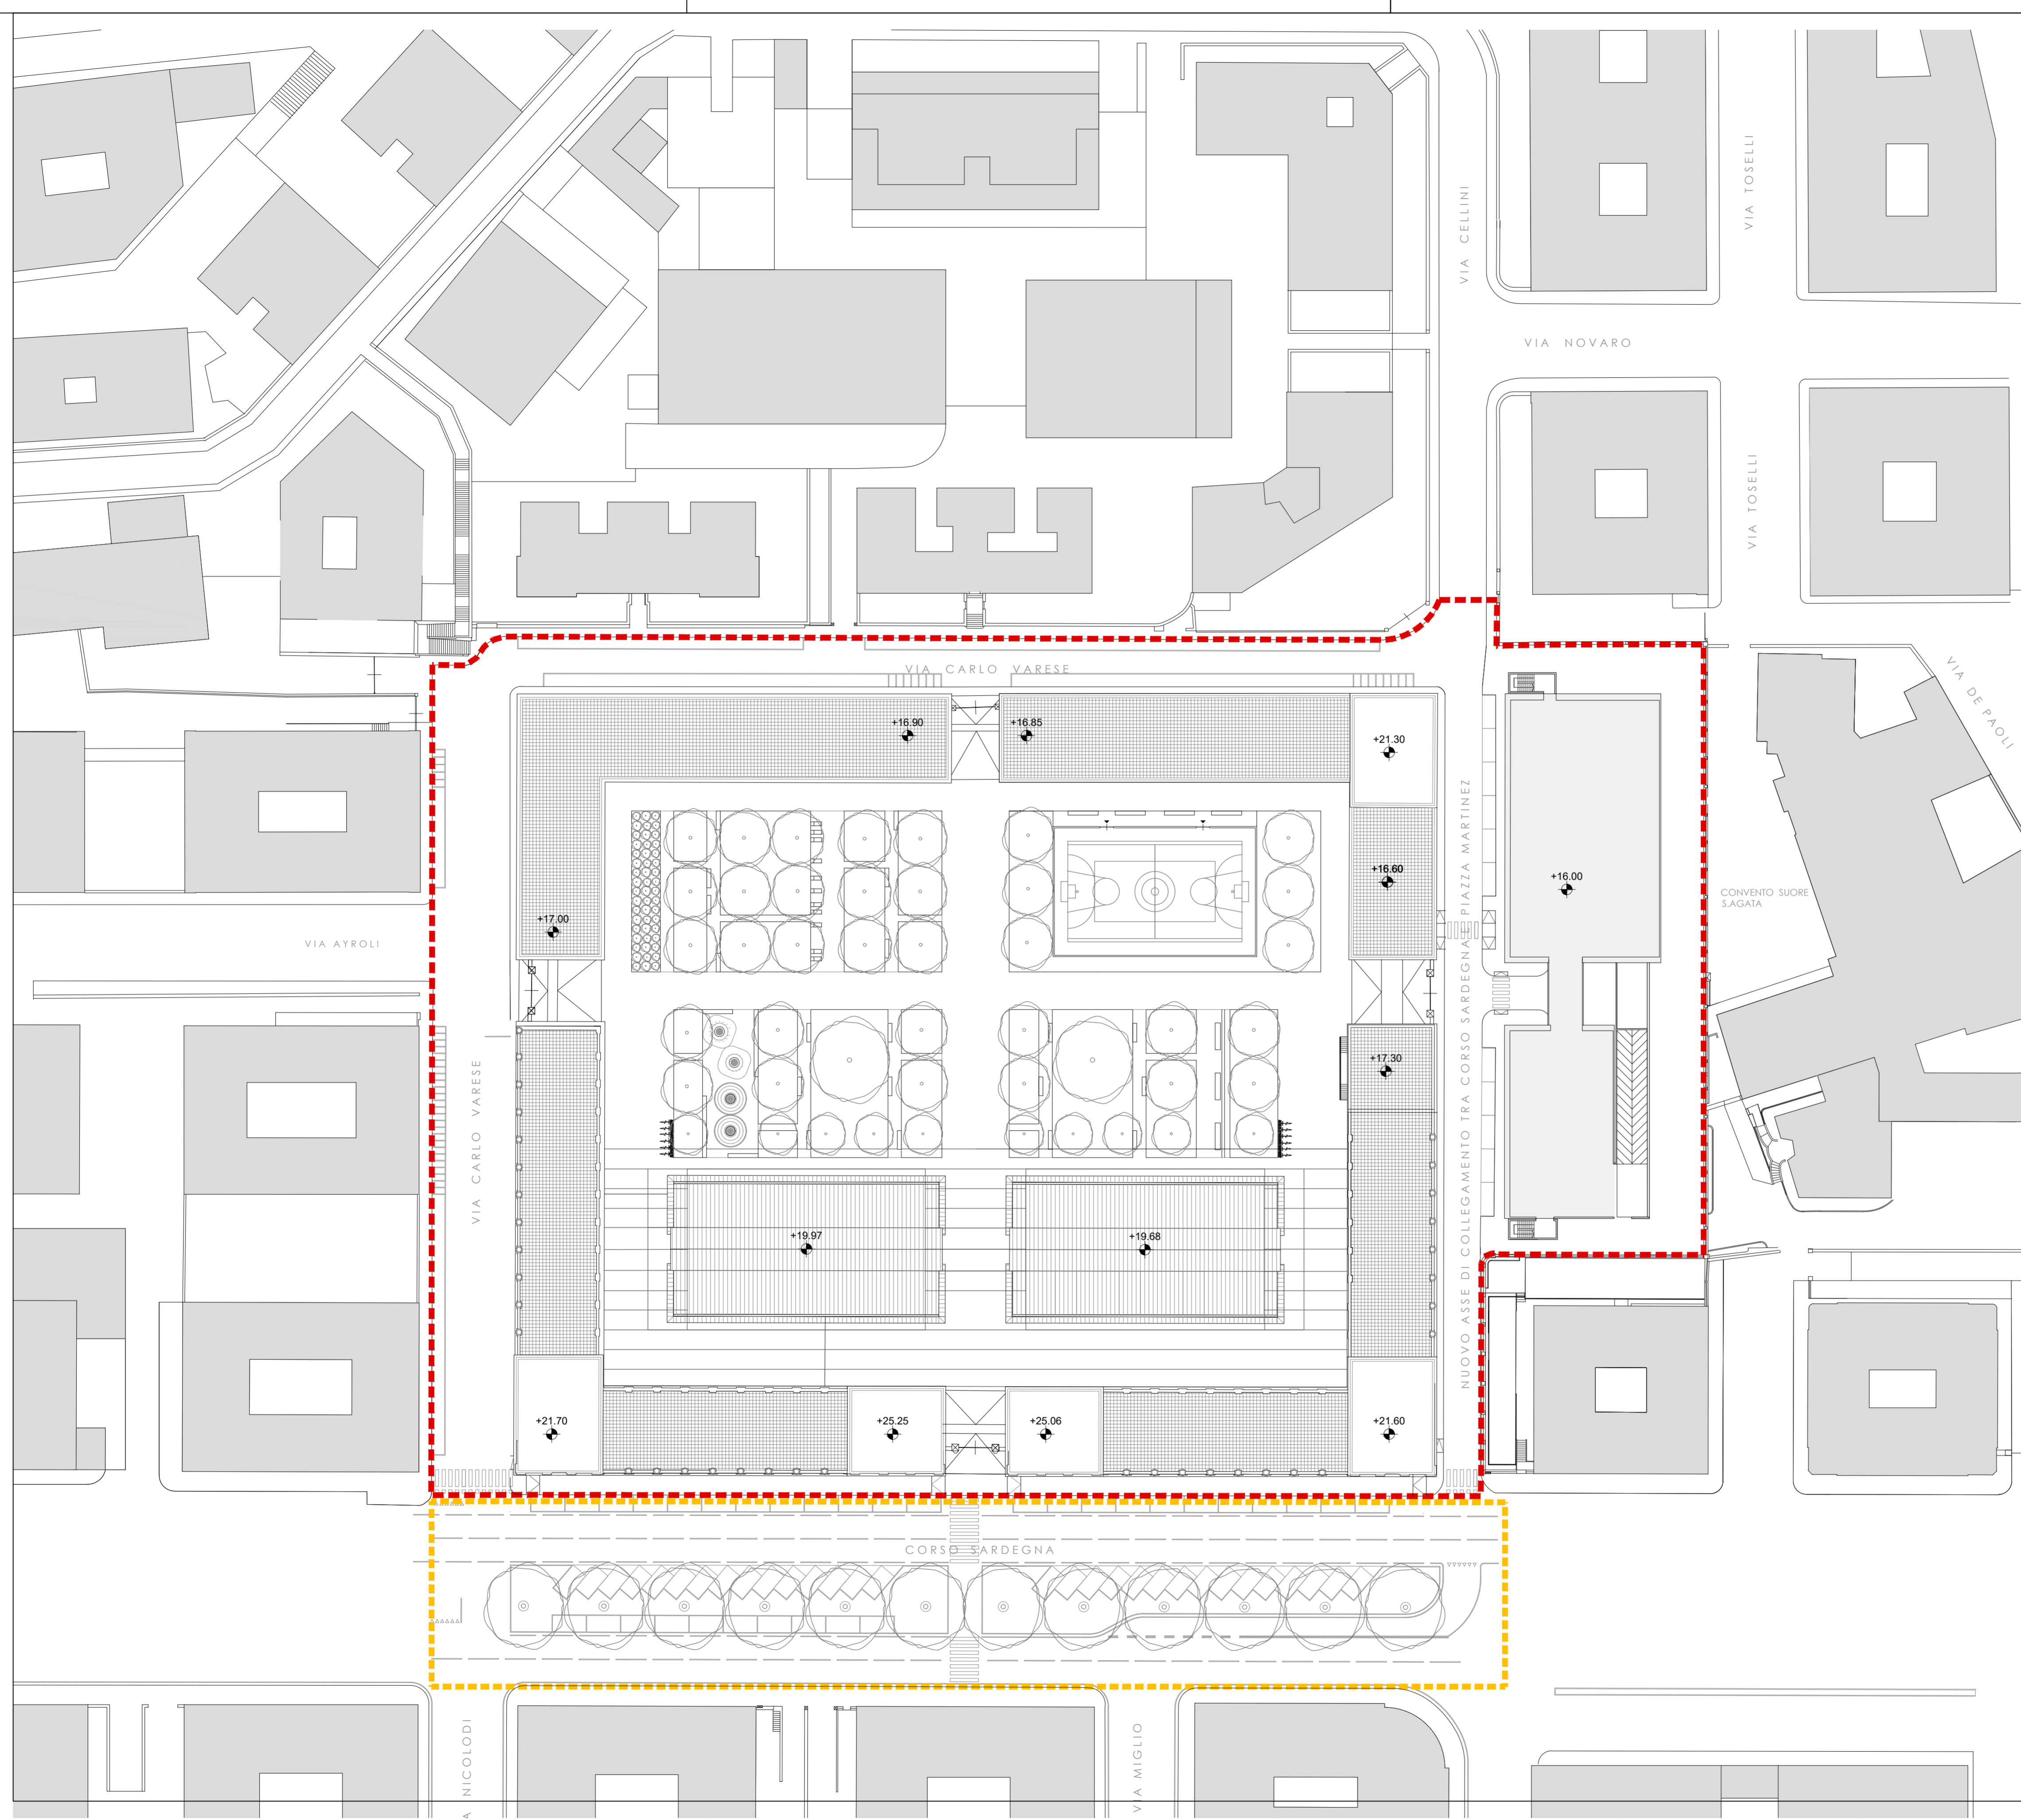 VIA CELLINI
VIA TOSELLI
VIA NOVARO
VIA TOSELLI
VIA CARLO VARESE
VIA DE PAOLI
+16.90
+16.85
+21.30
+16.60
+16.00
CONVENTO SUORE
S.AGATA
+17.00
VIA AYROLI
NUOVO ASSE DI COLLEGAMENTO TRA CORSO SARDEGNA E PIAZZA MARTINEZ
+17.30
VIA CARLO VARESE
+19.97
+19.68
+21.70
+25.25
+25.06
+21.60
CORSO SARDEGNA
A NICOLODI
VIA MIGLIO